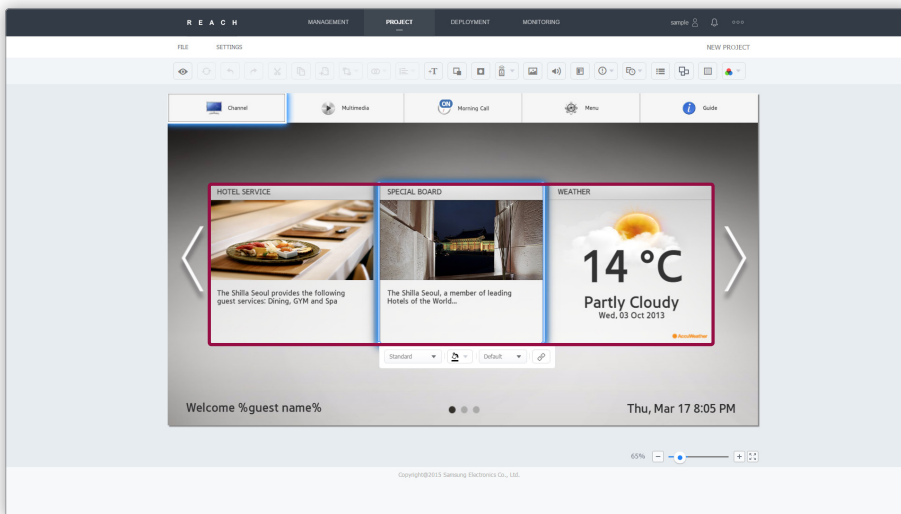 REACH
MANAGEMENT
PROJECT
DEPLOYMENT
MONITORING
sample
FILE
SETTINGS
NEW PROJECT
Channel
Multimedia
ON
Morning Call
Menu
Guide
HOTEL SERVICE
The Shilla Seoul provides the following
guest services: Dining, GYM and Spa
SPECIAL BOARD
The Shilla Seoul, a member of leading
Hotels of the World...
WEATHER
14 °C
Partly Cloudy
Wed, 03 Oct 2013
AccuWeather
Standard
Default
Welcome %guest name%
Thu, Mar 17 8:05 PM
65%
Copyright@2015 Samsung Electronics Co., Ltd.